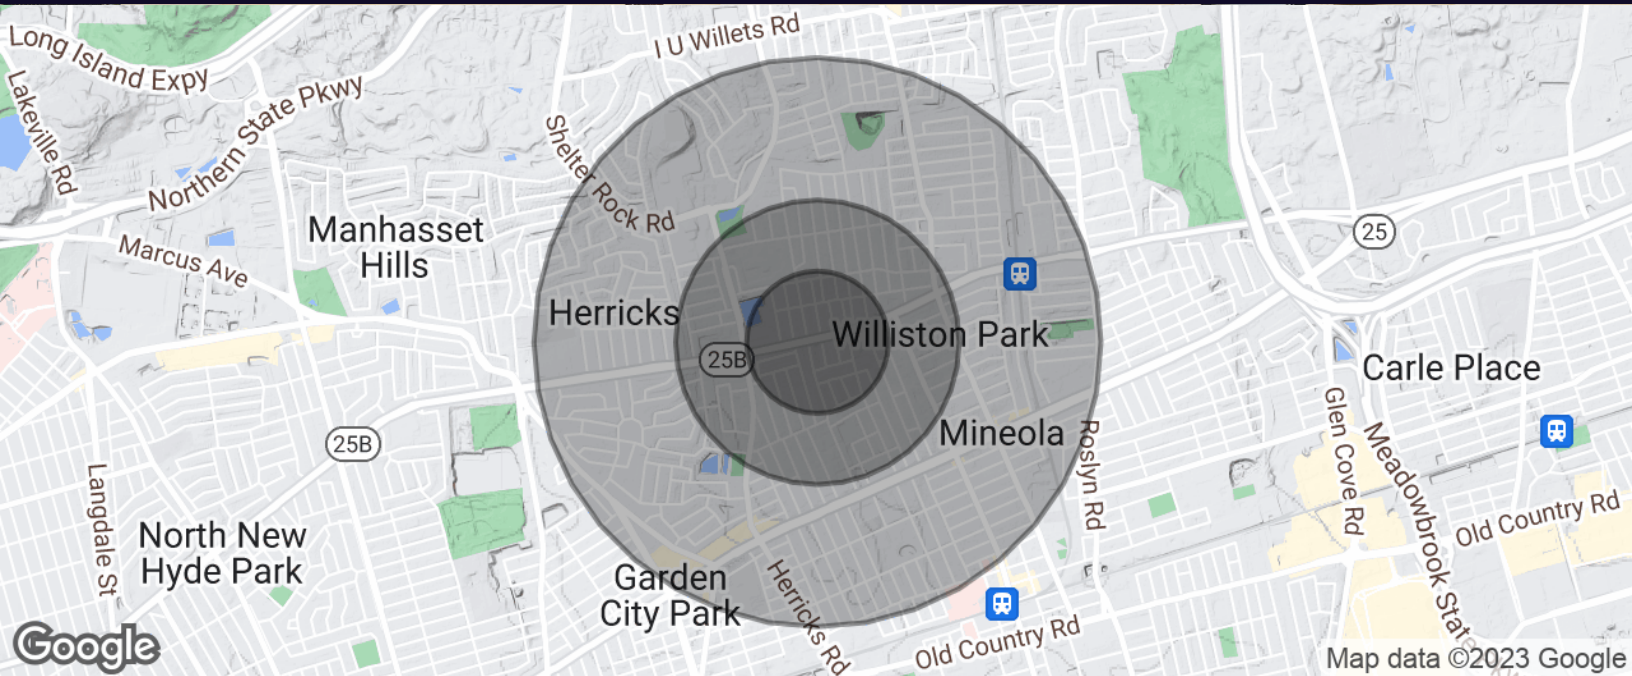 I U Willets Rd
Long Island Expy
Lakeville Rd
Northern State Pkwy
Shelter Rock Rd
Manhasset
Hills
25
Marcus Ave
Herricks
Williston Park
25B
Carle Place
25B
Mineola
Roslyn Rd
Glen Cove Rd
Meadowbrook State
Langdale St
North New
Hyde Park
Old Country Rd
Garden
City Park
Herricks Rd
Old Country Rd
Google
Map data ©2023 Google